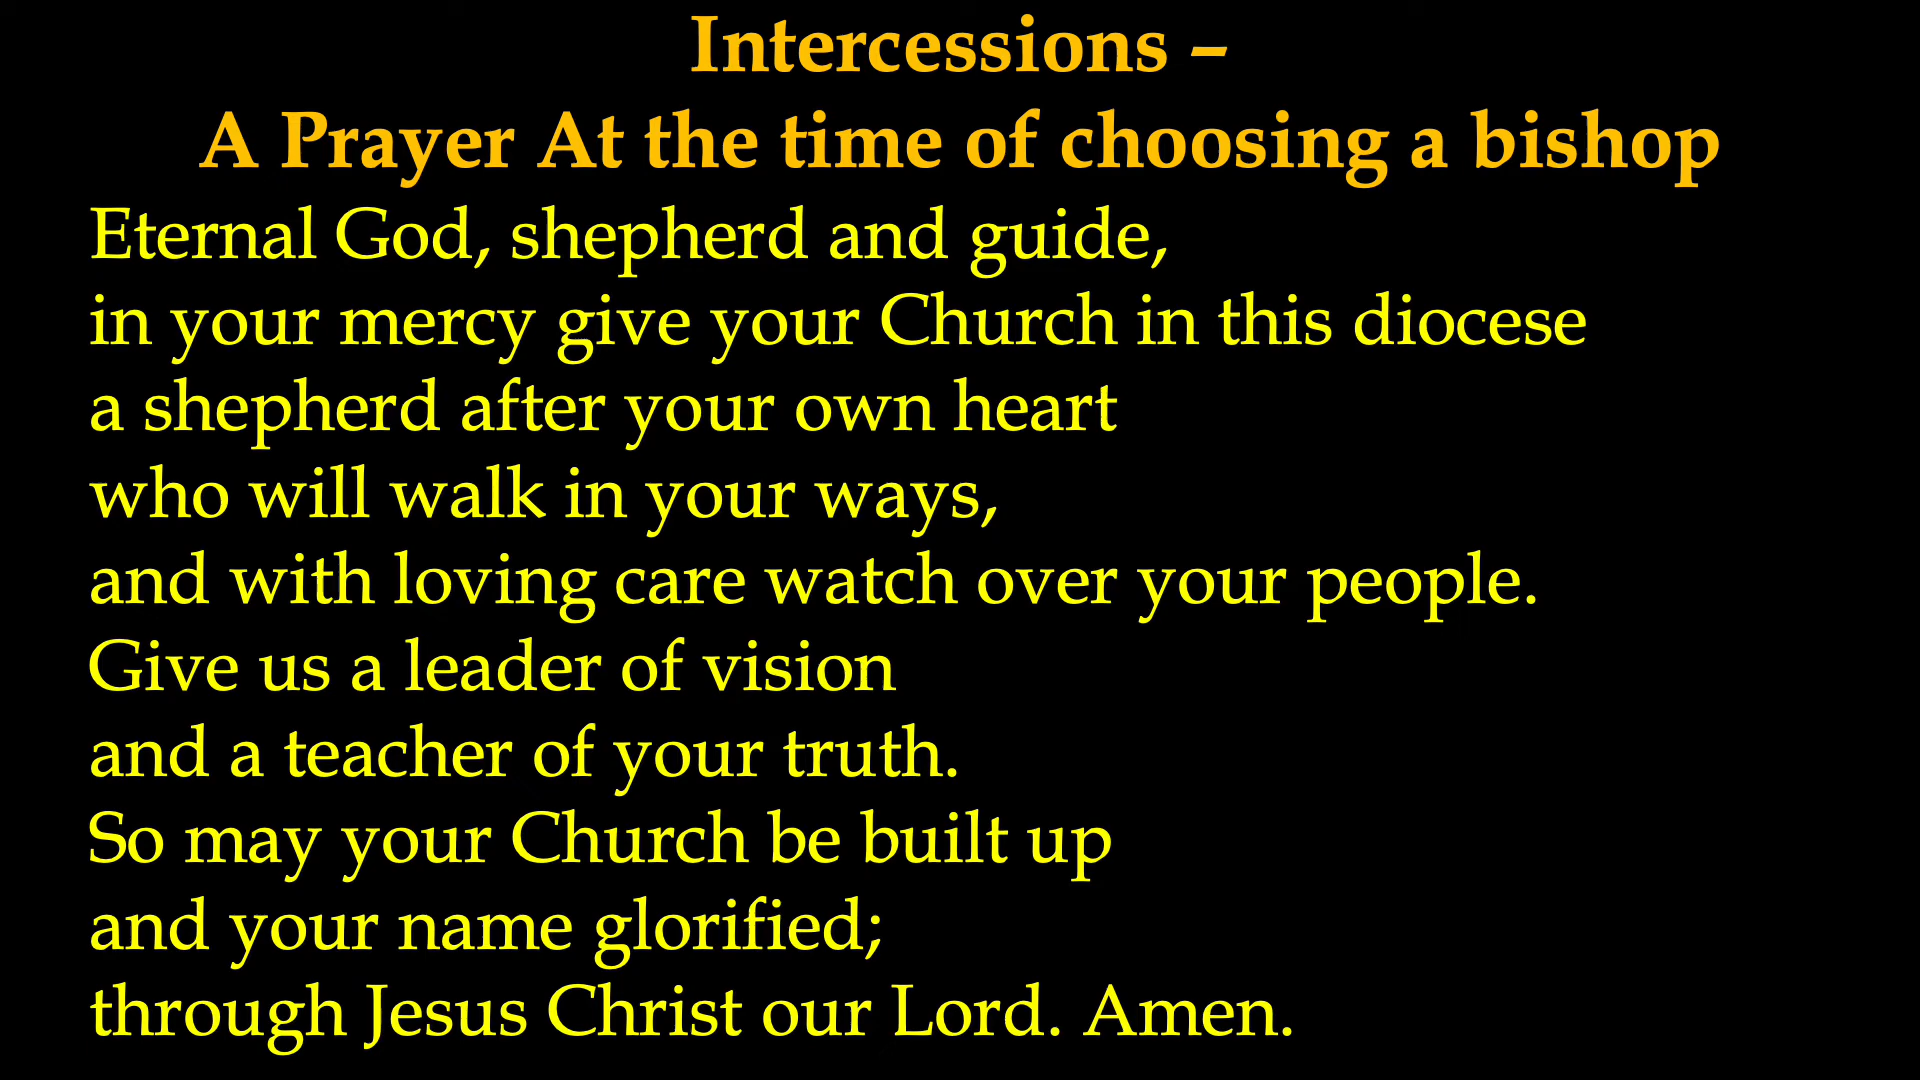 Intercessions –
A Prayer At the time of choosing a bishop
Eternal God, shepherd and guide,
in your mercy give your Church in this diocese
a shepherd after your own heart
who will walk in your ways,
and with loving care watch over your people.
Give us a leader of vision
and a teacher of your truth.
So may your Church be built up
and your name glorified;
through Jesus Christ our Lord. Amen.